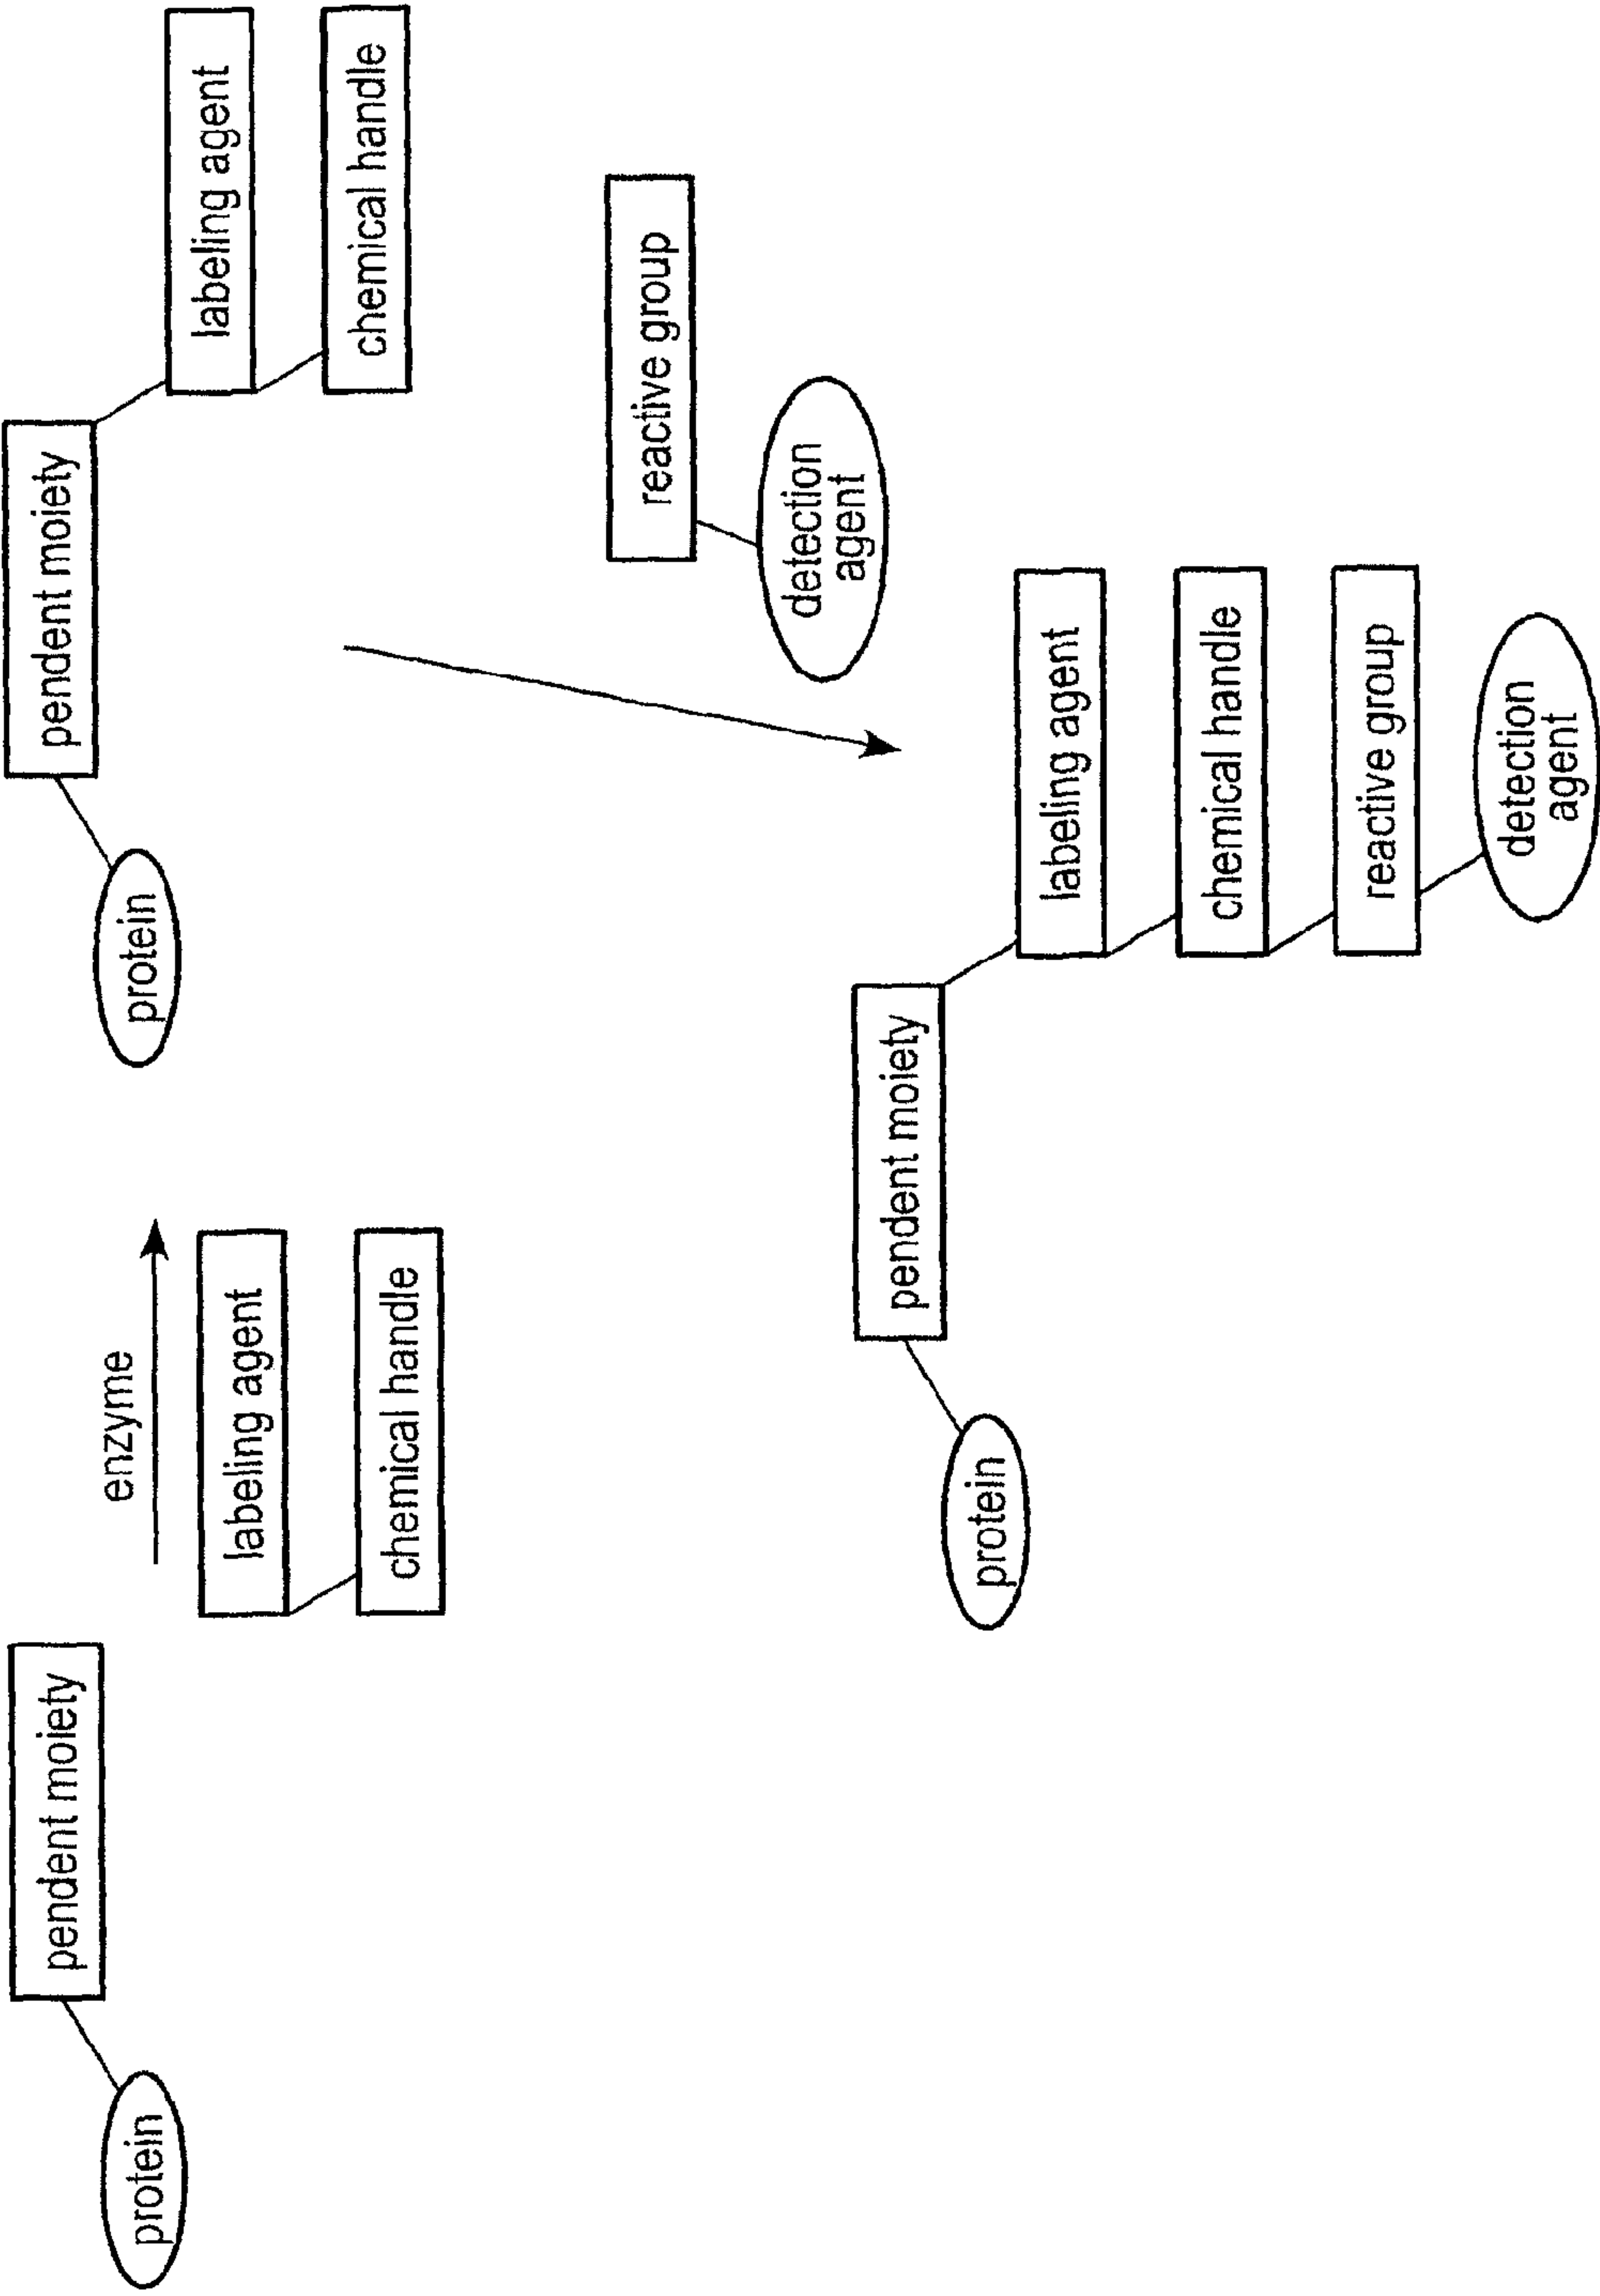 protein
pendent moiety
enzyme
labeling agent
chemical handle
protein
pendent moiety
labeling agent
chemical handle
reactive group
detection
agent
protein
pendent moiety
labeling agent
chemical handle
reactive group
detection
agent